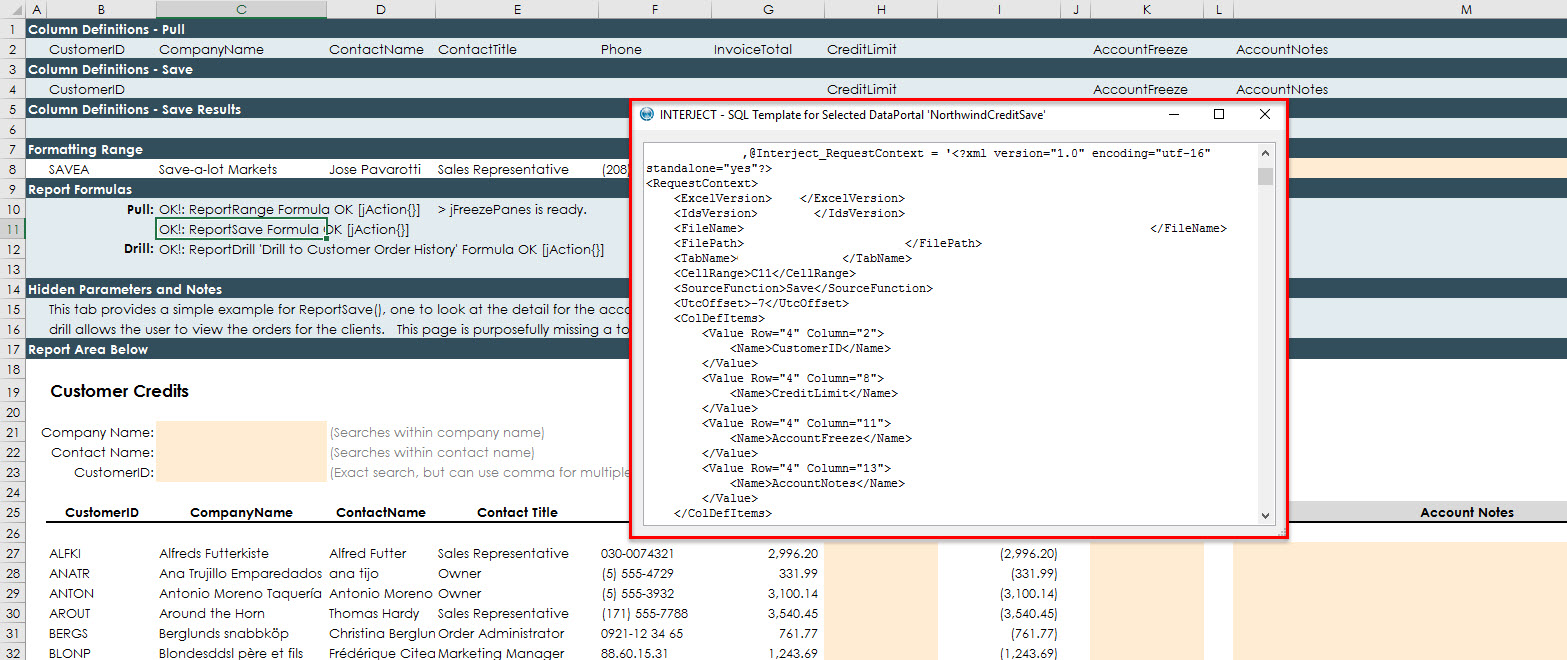 A B C D E F G H I J K L M
1 Column Definitions - Pull
2 CustomerID CompanyName ContactName ContactTitle Phone InvoiceTotal CreditLimit AccountFreeze AccountNotes
3 Column Definitions - Save
4 CustomerID CreditLimit AccountFreeze AccountNotes
5 Column Definitions - Save Results
6
7 Formatting Range
8 SAVEA Save-a-lot Markets Jose Pavarotti Sales Representative (208)
9 Report Formulas
10 Pull: OK!: ReportRange Formula OK [jAction{}] > jFreezePanes is ready.
11 OK!: ReportSave Formula OK [jAction{}]
12 Drill: OK!: ReportDrill 'Drill to Customer Order History' Formula OK [jAction{}]
13
14 Hidden Parameters and Notes
15 This tab provides a simple example for ReportSave(), one to look at the detail for the acco
16 drill allows the user to view the orders for the clients. This page is purposefully missing a to
17 Report Area Below
18
19 Customer Credits
20
21 Company Name: (Searches within company name)
22 Contact Name: (Searches within contact name)
23 CustomerID: (Exact search, but can use comma for multiple
24
25 CustomerID CompanyName ContactName Contact Title Account Notes
26
27 ALFKI Alfreds Futterkiste Alfred Futter Sales Representative 030-0074321 2,996.20 (2,996.20)
28 ANATR Ana Trujillo Emparedados ana tijo Owner (5) 555-4729 331.99 (331.99)
29 ANTON Antonio Moreno Taquería Antonio Moreno Owner (5) 555-3932 3,100.14 (3,100.14)
30 AROUT Around the Horn Thomas Hardy Sales Representative (171) 555-7788 3,540.45 (3,540.45)
31 BERGS Berglunds snabbköp Christina Berglun Order Administrator 0921-12 34 65 761.77 (761.77)
32 BLONP Blondesddsl père et fils Frédérique Citea Marketing Manager 88.60.15.31 1,243.69 (1,243.69)
INTERJECT - SQL Template for Selected DataPortal 'NorthwindCreditSave'
,@Interject_RequestContext = '<?xml version="1.0" encoding="utf-16"
standalone="yes"?>
<RequestContext>
<ExcelVersion> </ExcelVersion>
<IdsVersion> </IdsVersion>
<FileName> </FileName>
<FilePath> </FilePath>
<TabName> </TabName>
<CellRange>C11</CellRange>
<SourceFunction>Save</SourceFunction>
<UtcOffset>-7</UtcOffset>
<ColDefItems>
<Value Row="4" Column="2">
<Name>CustomerID</Name>
</Value>
<Value Row="4" Column="8">
<Name>CreditLimit</Name>
</Value>
<Value Row="4" Column="11">
<Name>AccountFreeze</Name>
</Value>
<Value Row="4" Column="13">
<Name>AccountNotes</Name>
</Value>
</ColDefItems>